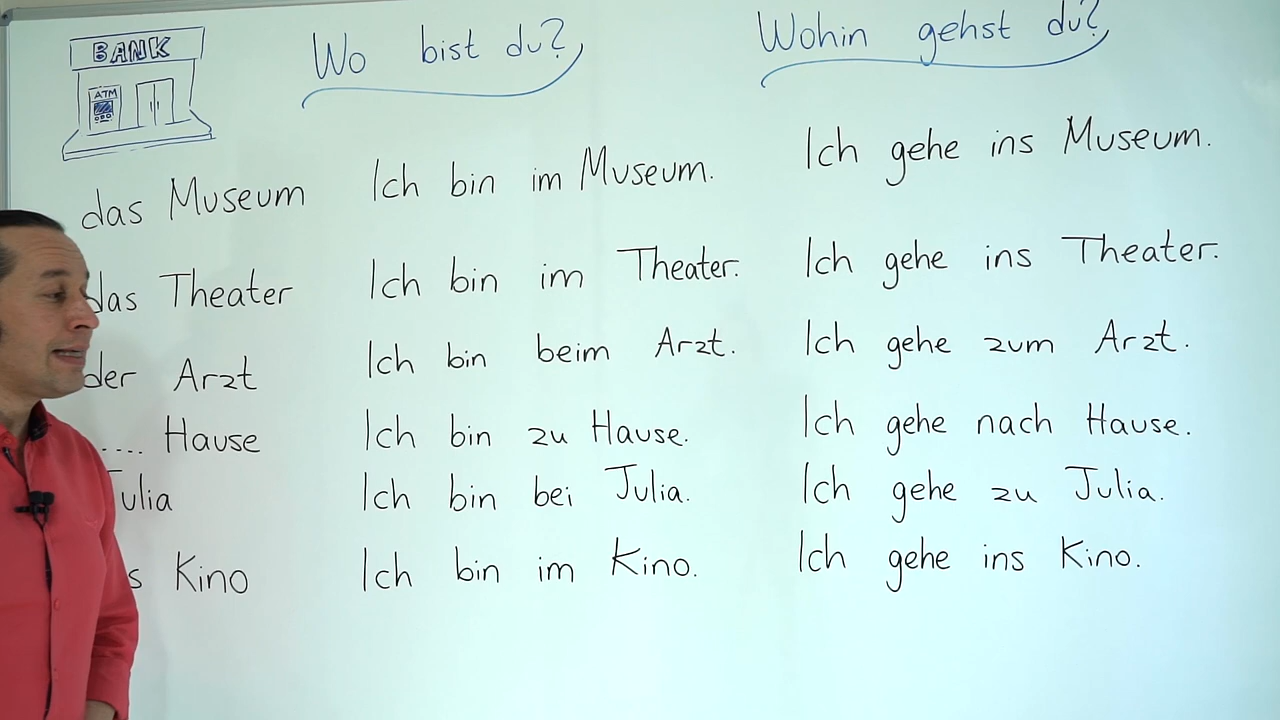 BANK
ATM
Wo bist du? Wohin gehst du?
das Museum Ich bin im Museum. Ich gehe ins Museum.
das Theater Ich bin im Theater. Ich gehe ins Theater.
der Arzt Ich bin beim Arzt. Ich gehe zum Arzt.
.... Hause Ich bin zu Hause. Ich gehe nach Hause.
Julia Ich bin bei Julia. Ich gehe zu Julia.
s Kino Ich bin im Kino. Ich gehe ins Kino.